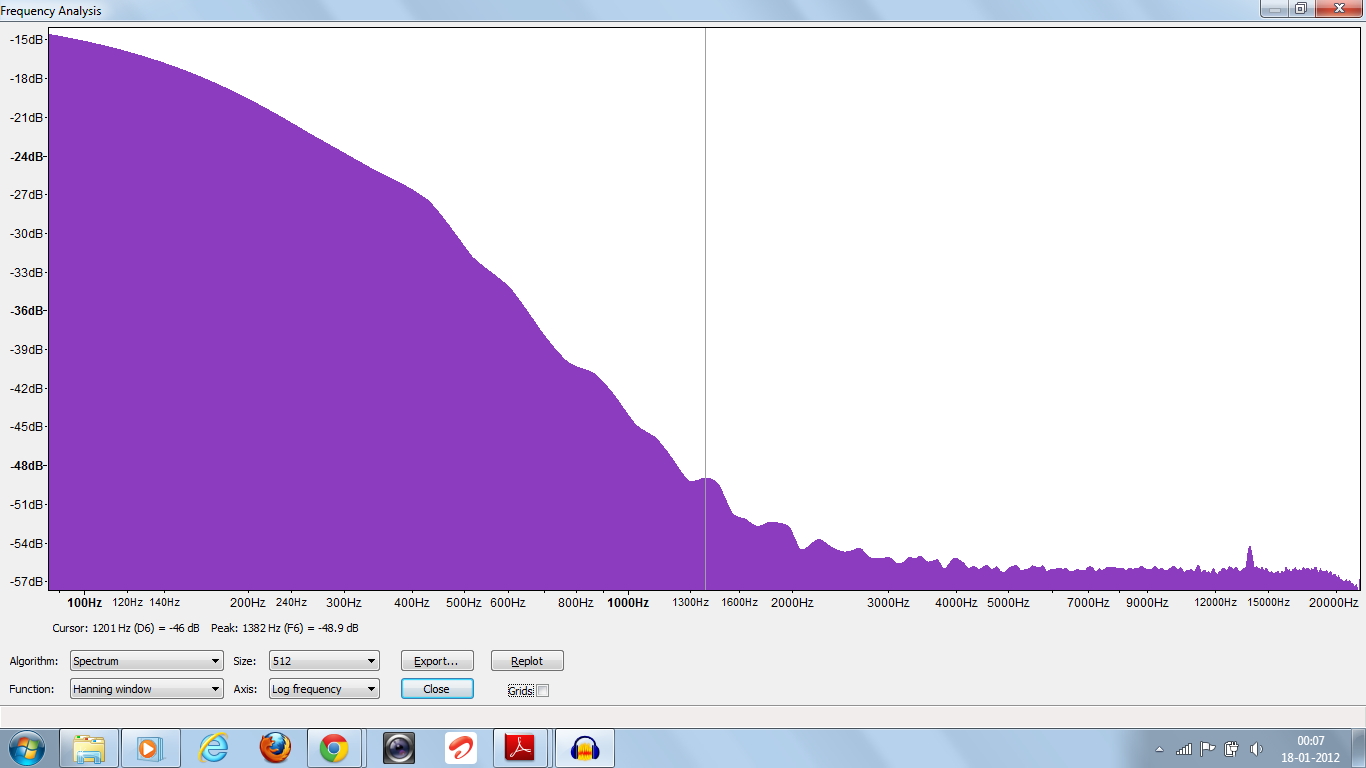 Frequency Analysis
-15dB
-18dB
-21dB
-24dB
-27dB
-30dB
-33dB
-36dB
-39dB
-42dB
-45dB
-48dB
-51dB
-54dB
-57dB
100Hz 120Hz 140Hz 200Hz 240Hz 300Hz 400Hz 500Hz 600Hz 800Hz 1000Hz 1300Hz 1600Hz 2000Hz 3000Hz 4000Hz 5000Hz 7000Hz 9000Hz 12000Hz 15000Hz 20000Hz
Cursor: 1201 Hz (D6) = -46 dB Peak: 1382 Hz (F6) = -48.9 dB
Algorithm: Spectrum Size: 512 Export... Replot
Function: Hanning window Axis: Log frequency Close Grids
00:07
18-01-2012